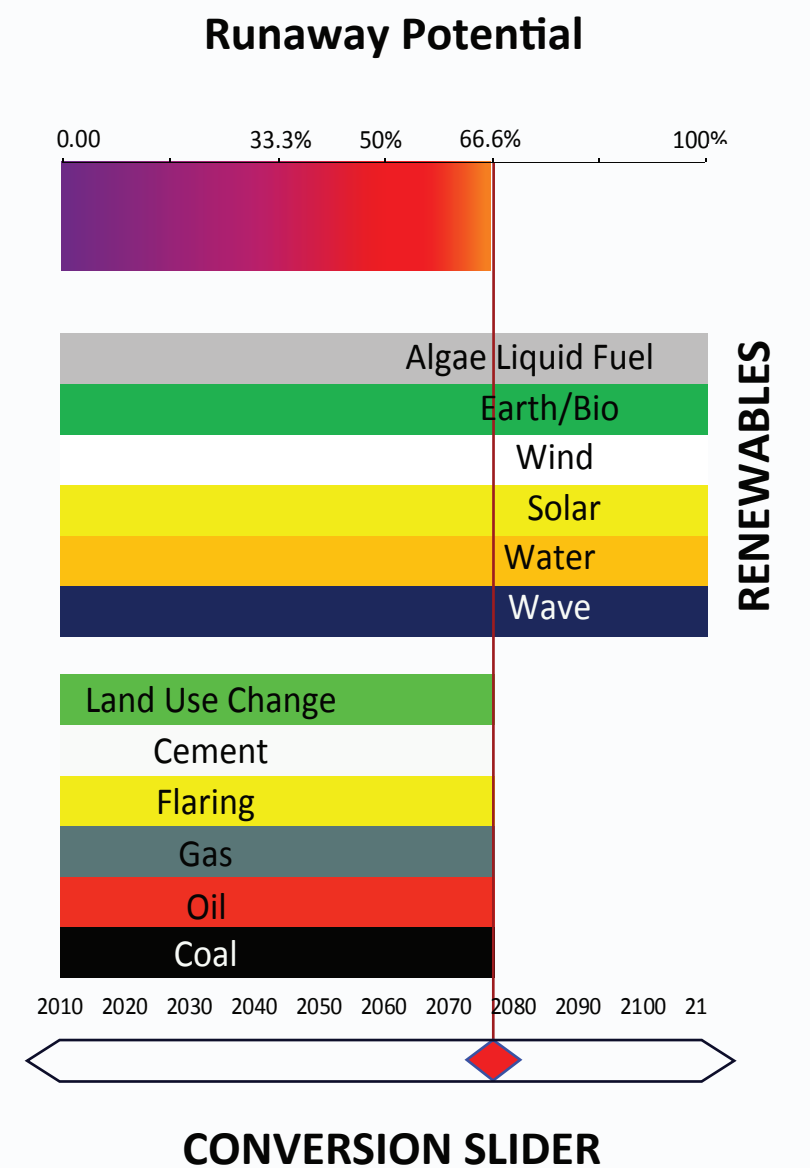 Runaway Potential
0.00 33.3% 50% 66.6% 100%
Algae Liquid Fuel
Earth/Bio
Wind
Solar
Water
Wave
RENEWABLES
Land Use Change
Cement
Flaring
Gas
Oil
Coal
2010 2020 2030 2040 2050 2060 2070 2080 2090 2100 21
CONVERSION SLIDER